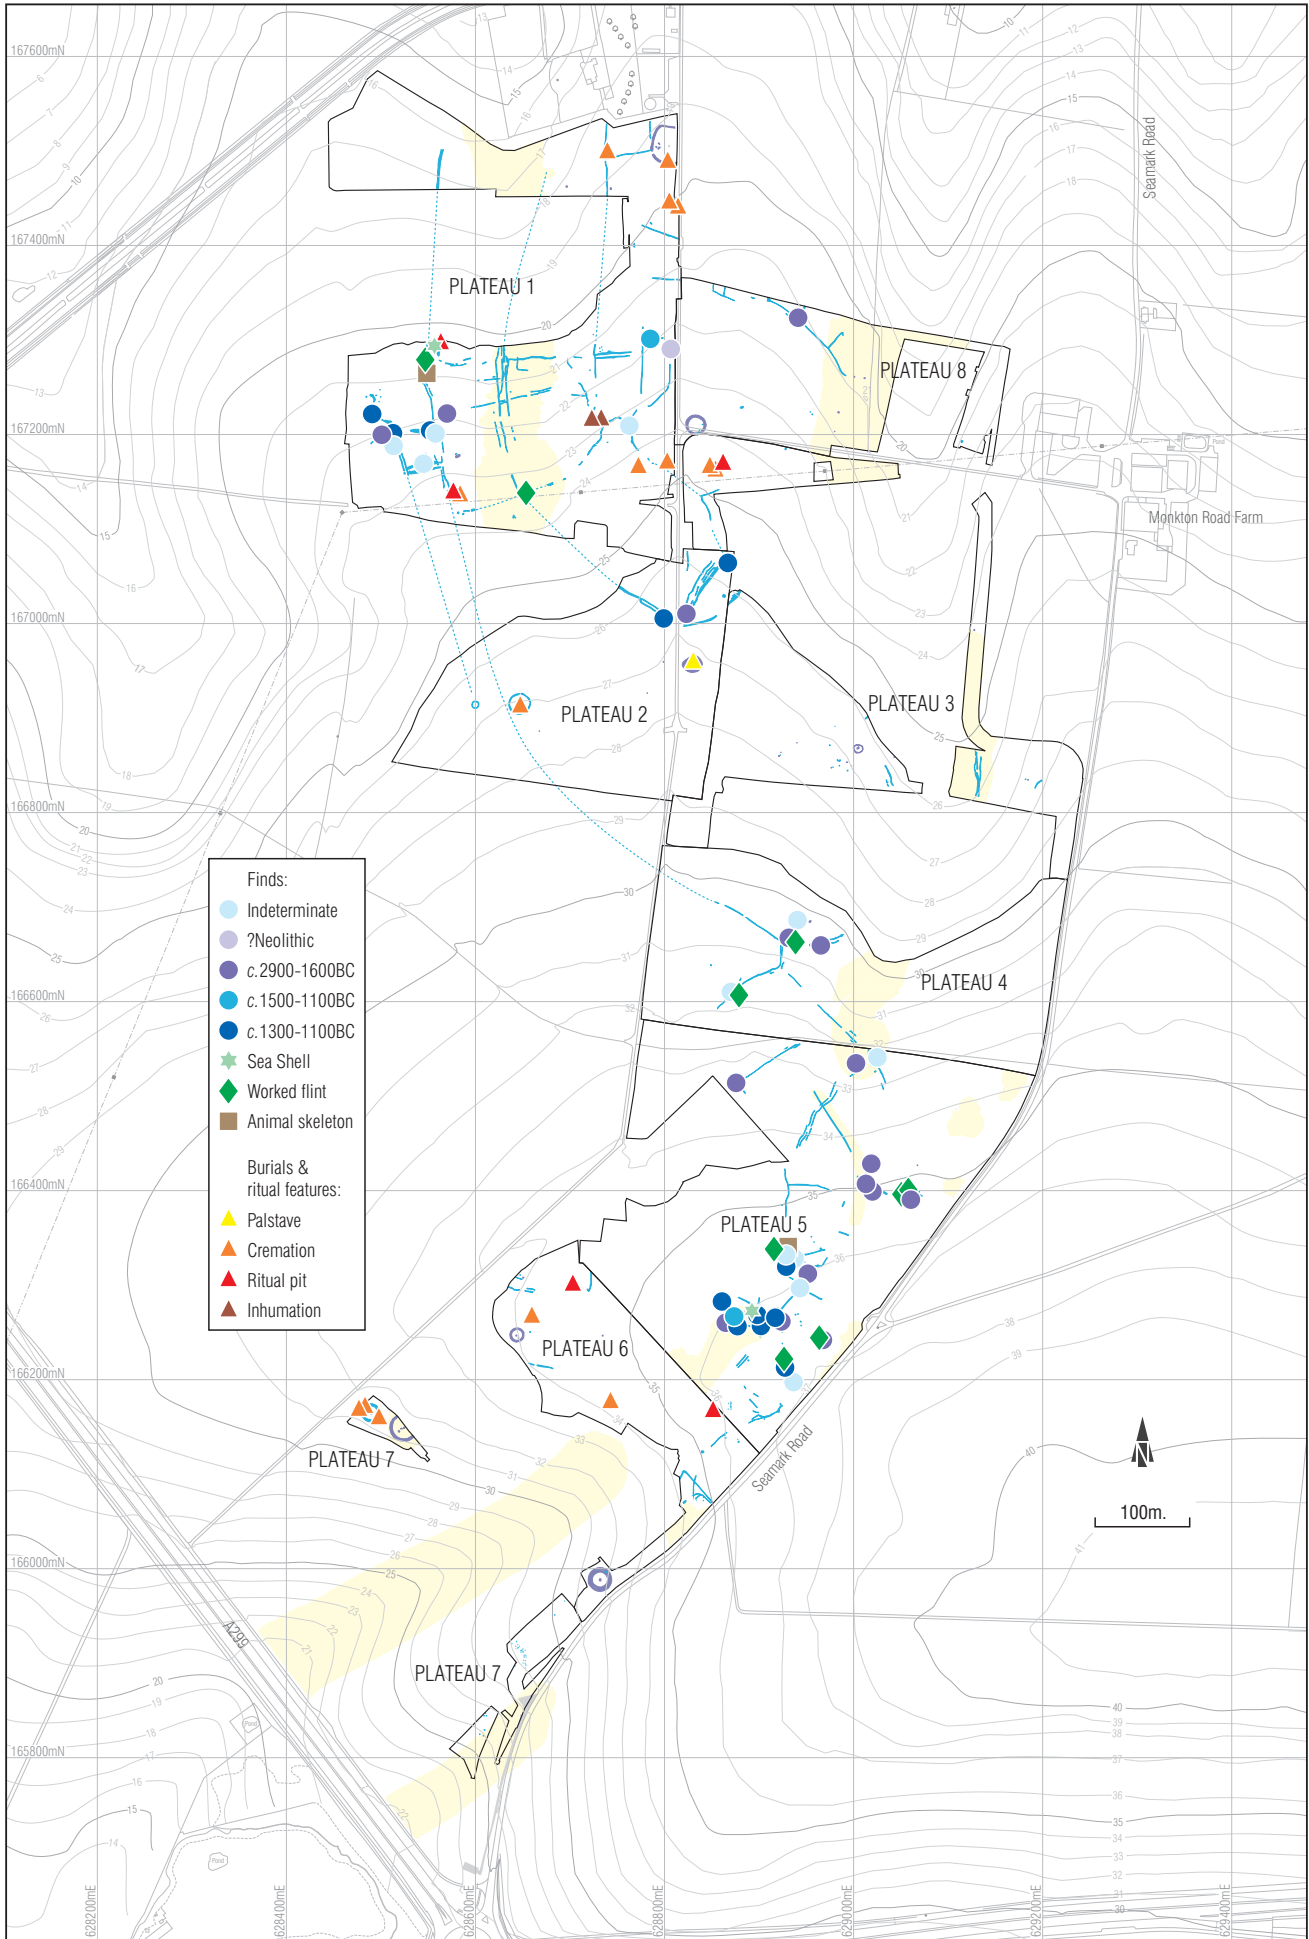 167600mN
Seamark Road
167400mN
PLATEAU 1
PLATEAU 8
167200mN
Pond
Monkton Road Farm
167000mN
PLATEAU 3
PLATEAU 2
166800mN
Finds:
Indeterminate
?Neolithic
c.2900-1600BC
c.1500-1100BC
c.1300-1100BC
Sea Shell
Worked flint
Animal skeleton
Burials &
ritual features:
Palstave
Cremation
Ritual pit
Inhumation
PLATEAU 4
166600mN
166400mN
PLATEAU 5
PLATEAU 6
166200mN
PLATEAU 7
Seamark Road
N
100m.
166000mN
A299
PLATEAU 7
Pond
165800mN
Pond
628200mE
628400mE
628600mE
628800mE
629000mE
629200mE
629400mE